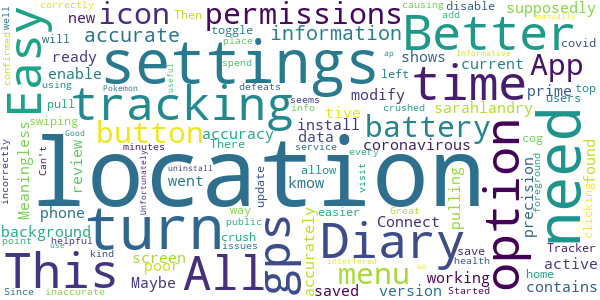 location
settings
tracking
turn
Diary
This
All
gps
time
option
need
Better
Easy
App
button
menu
battery
permissions
icon
information
accurate
new
Then
toggle
disable
causing
correctly
supposedly
add
manually
Informative
ap
using
place
will
well
confirmed
ready
enable
shows
current
covid
useful
Pokemon
spend
defeats
left
prime
users
top
pull
seems
info
tive
modify
sarahlandry
crushed
swiping
accuracy
install
There
data
coronavirous
cog
Meaningless
review
Good
Can't
minutes
service
every
went
allow
kmow
visit
uninstall
incorrectly
phone
Unfortunately
update
way
easier
public
crush
issues
Connect
accurately
pulling
precision
foreground
found
clicking
background
point
helpful
use
screen
kind
poor
Great
save
health
working
Tracker
active
home
contains
Since
inaccurate
Maybe
saved
interfered
version
Started